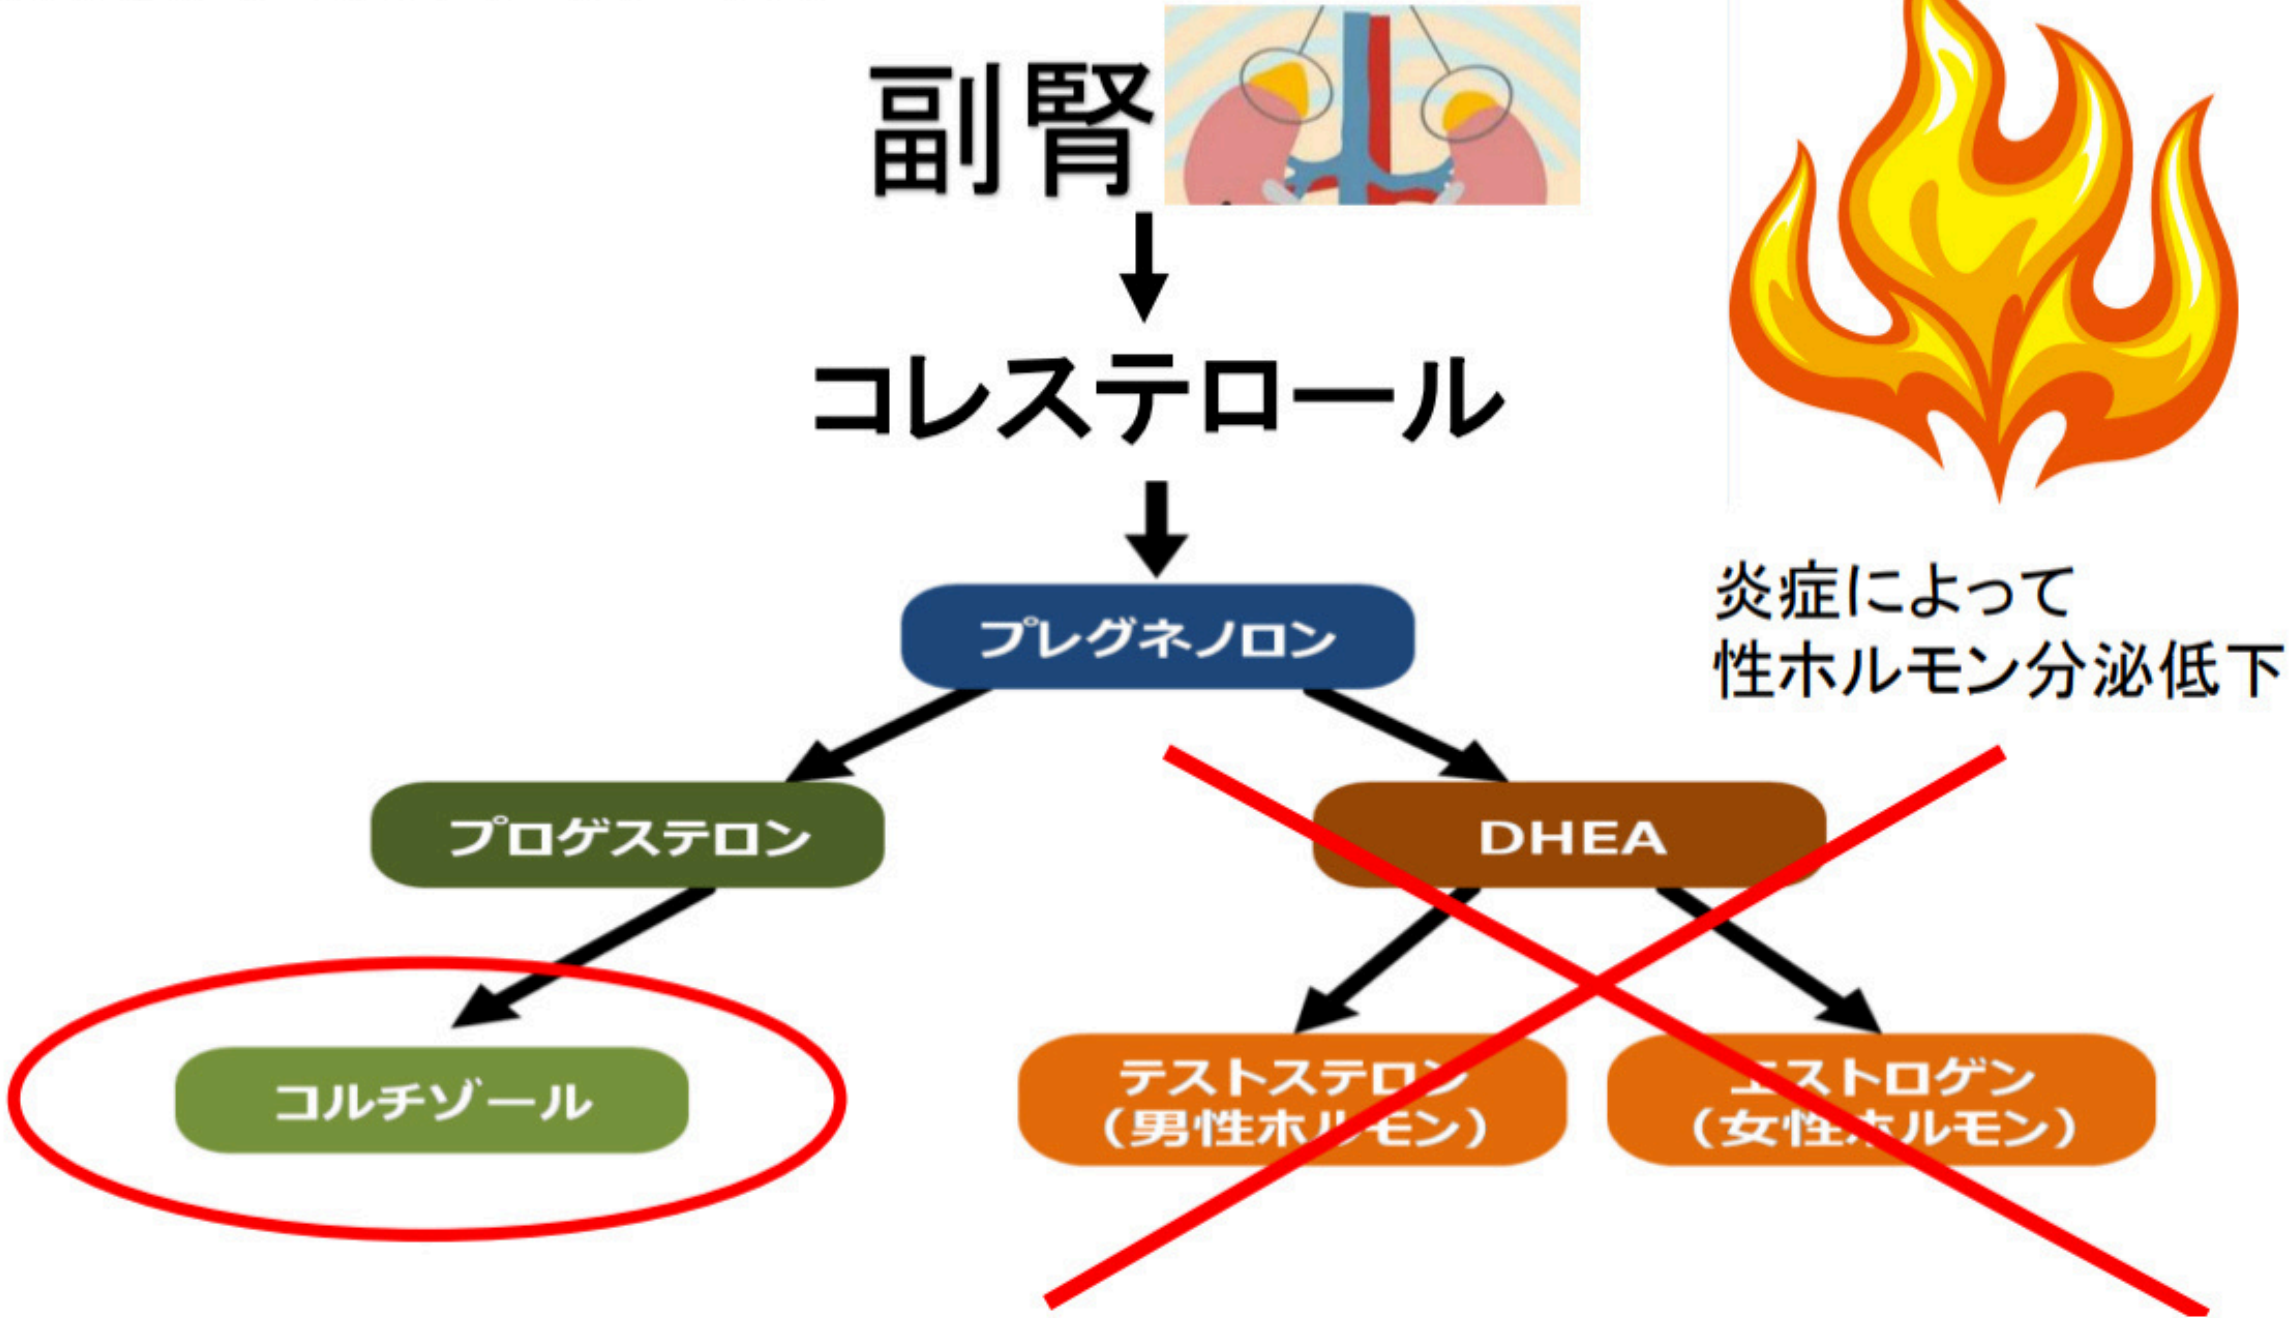 副腎
コレステロール
プレグネノロン
炎症によって
性ホルモン分泌低下
プロゲステロン
DHEA
コルチゾール
テストステロン
（男性ホルモン）
エストロゲン
（女性ホルモン）